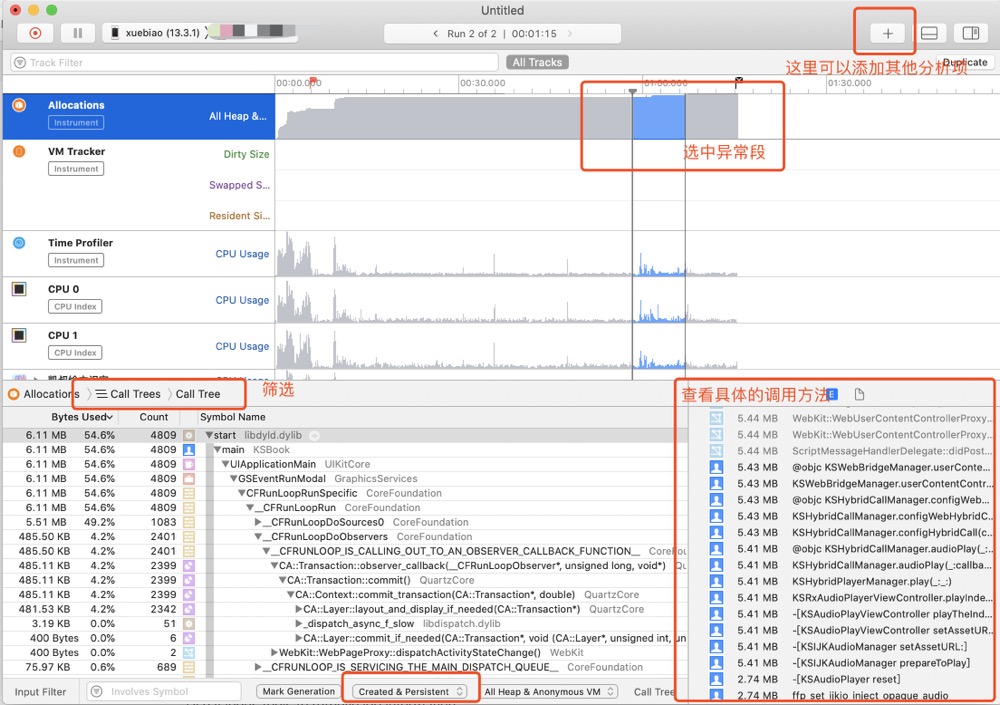 Untitled
xuebiao (13.3.1)
Run 2 of 2 | 00:01:15
Track Filter
All Tracks
Duplicate
这里可以添加其他分析项
00:00.000
00:30.000
01:00.000
01:30.000
Allocations
Instrument
All Heap &...
选中异常段
VM Tracker
Instrument
Dirty Size
Swapped S...
Resident Si...
Time Profiler
Instrument
CPU Usage
CPU 0
CPU Index
CPU Usage
CPU 1
CPU Index
CPU Usage
Allocations
Call Trees
Call Tree
筛选
查看具体的调用方法
E
Bytes Used
Count
Symbol Name
6.11 MB 54.6% 4809 start libdyld.dylib
6.11 MB 54.6% 4809 main KSBook
6.11 MB 54.6% 4809 UIApplicationMain UIKitCore
6.11 MB 54.6% 4809 GSEventRunModal GraphicsServices
6.11 MB 54.6% 4809 CFRunLoopRunSpecific CoreFoundation
6.11 MB 54.6% 4809 __CFRunLoopRun CoreFoundation
5.51 MB 49.2% 1083 __CFRunLoopDoSources0 CoreFoundation
485.50 KB 4.2% 2401 __CFRunLoopDoObservers CoreFoundation
485.50 KB 4.2% 2401 __CFRUNLOOP_IS_CALLING_OUT_TO_AN_OBSERVER_CALLBACK_FUNCTION__
485.41 KB 4.2% 2399 CA::Transaction::observer_callback(__CFRunLoopObserver*, unsigned long, void*)
485.41 KB 4.2% 2399 CA::Transaction::commit() QuartzCore
485.41 KB 4.2% 2399 CA::Context::commit_transaction(CA::Transaction*, double) QuartzCore
481.53 KB 4.2% 2342 CA::Layer::layout_and_display_if_needed(CA::Transaction*) QuartzCore
3.19 KB 0.0% 51 _dispatch_async_f_slow libdispatch.dylib
400 Bytes 0.0% 6 CA::Layer::commit_if_needed(CA::Transaction*, void (CA::Layer*, unsigned int, un
400 Bytes 0.0% 2 WebKit::WebPageProxy::dispatchActivityStateChange() WebKit
75.97 KB 0.6% 689 __CFRUNLOOP_IS_SERVICING_THE_MAIN_DISPATCH_QUEUE__ CoreFoundation
5.44 MB WebKit::WebUserContentControllerProxy...
5.44 MB WebKit::WebUserContentControllerProxy...
5.44 MB ScriptMessageHandlerDelegate::didPost...
5.43 MB @objc KSWebBridgeManager.userConte...
5.43 MB KSWebBridgeManager.userContentContr...
5.43 MB @objc KSHybridCallManager.configWeb...
5.43 MB KSHybridCallManager.configWebHybridC...
5.43 MB KSHybridCallManager.configHybridCall(c...
5.41 MB @objc KSHybridCallManager.audioPlay(_:...
5.41 MB KSHybridCallManager.audioPlay(_:callba...
5.41 MB KSHybridPlayerManager.play(_:_:)
5.41 MB KSRxAudioPlayerViewController.playInde...
5.41 MB -[KSAudioPlayViewController playTheInd...
5.41 MB -[KSAudioPlayViewController setAssetUR...
5.41 MB -[KSIJKAudioManager setAssetURL:]
5.41 MB -[KSIJKAudioManager prepareToPlay]
2.74 MB -[KSAPlayer reset]
2.74 MB ffp_set_ijkio_inject_opaque_audio
Input Filter
Involves Symbol
Mark Generation
Created & Persistent
All Heap & Anonymous VM
Call Tree